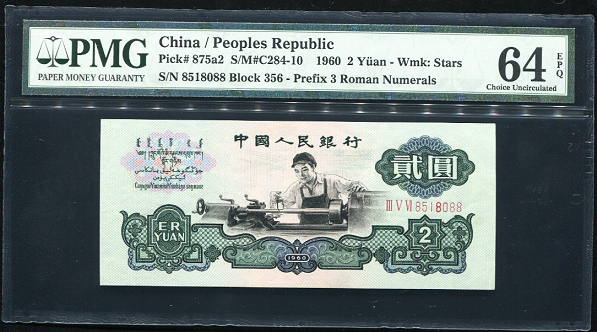 PMG
PAPER MONEY GUARANTY
China / Peoples Republic
Pick# 875a2 S/M#C284-10 1960 2 Yüan - Wmk: Stars
S/N 8518088 Block 356 - Prefix 3 Roman Numerals
64 EPQ
Choice Uncirculated
中國人民銀行
貳圓
III V VI 8518088
ER
YUAN
2
1960